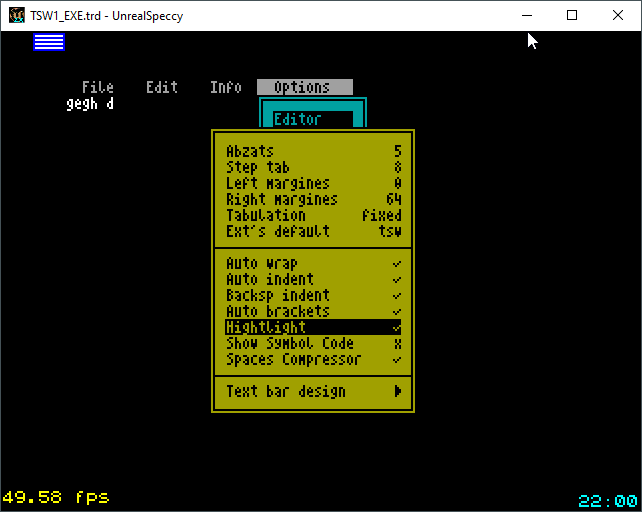 TSW1_EXE.trd - UnrealSpeccy
File Edit Info Options
gegh d
Editor
Abzats 5
Step tab 8
Left margines 0
Right margines 64
Tabulation fixed
Ext's default tsw
Auto wrap ✓
Auto indent ✓
Backsp indent ✓
Auto brackets ✓
Hightlight ✓
Show Symbol Code x
Spaces Compressor ✓
Text bar design
49.58 fps
22:00